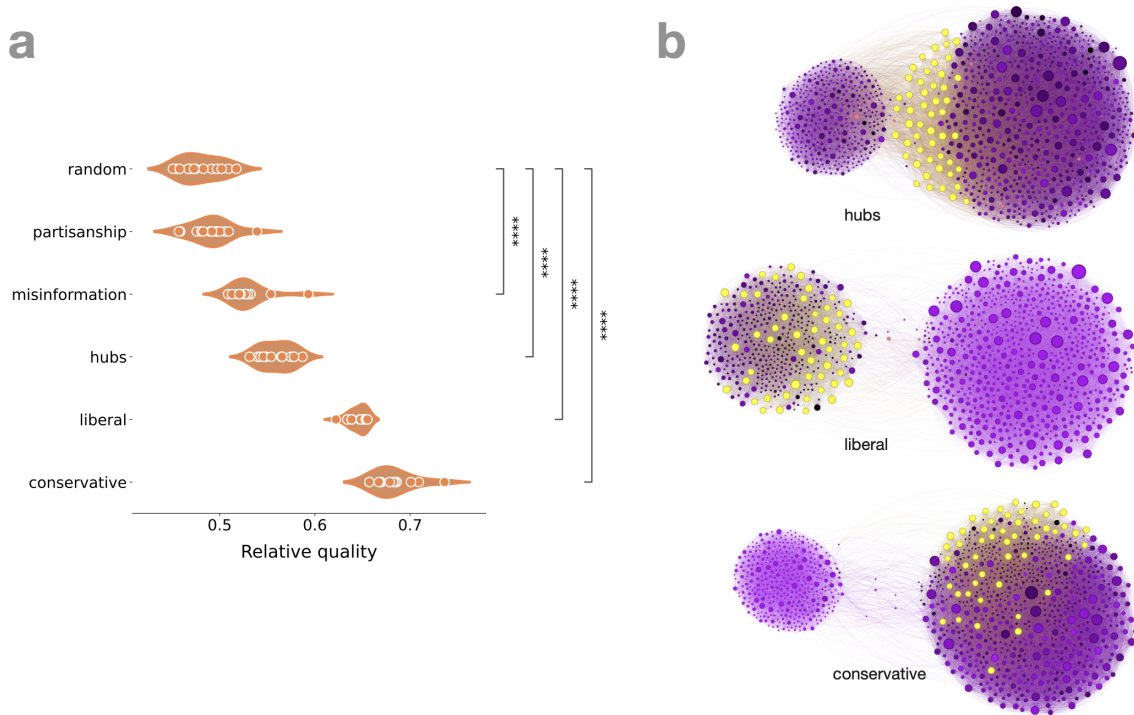 a
b
random
partisanship
misinformation
hubs
liberal
conservative
0.5 0.6 0.7
Relative quality
****
****
****
****
hubs
liberal
conservative